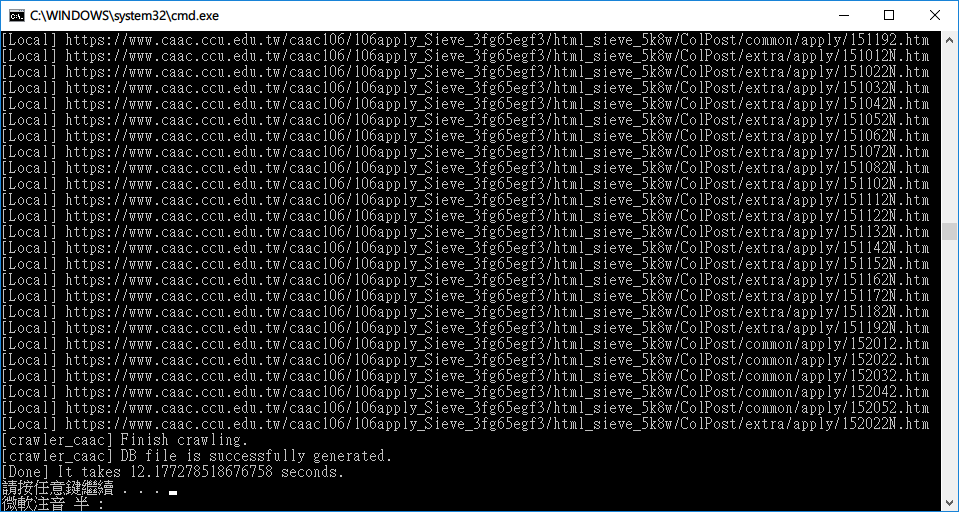 C:\WINDOWS\system32\cmd.exe
[Local] https://www.caac.ccu.edu.tw/caac106/106apply_Sieve_3fg65egf3/html_sieve_5k8w/ColPost/common/apply/151192.htm
[Local] https://www.caac.ccu.edu.tw/caac106/106apply_Sieve_3fg65egf3/html_sieve_5k8w/ColPost/extra/apply/151012N.htm
[Local] https://www.caac.ccu.edu.tw/caac106/106apply_Sieve_3fg65egf3/html_sieve_5k8w/ColPost/extra/apply/151022N.htm
[Local] https://www.caac.ccu.edu.tw/caac106/106apply_Sieve_3fg65egf3/html_sieve_5k8w/ColPost/extra/apply/151032N.htm
[Local] https://www.caac.ccu.edu.tw/caac106/106apply_Sieve_3fg65egf3/html_sieve_5k8w/ColPost/extra/apply/151042N.htm
[Local] https://www.caac.ccu.edu.tw/caac106/106apply_Sieve_3fg65egf3/html_sieve_5k8w/ColPost/extra/apply/151052N.htm
[Local] https://www.caac.ccu.edu.tw/caac106/106apply_Sieve_3fg65egf3/html_sieve_5k8w/ColPost/extra/apply/151062N.htm
[Local] https://www.caac.ccu.edu.tw/caac106/106apply_Sieve_3fg65egf3/html_sieve_5k8w/ColPost/extra/apply/151072N.htm
[Local] https://www.caac.ccu.edu.tw/caac106/106apply_Sieve_3fg65egf3/html_sieve_5k8w/ColPost/extra/apply/151082N.htm
[Local] https://www.caac.ccu.edu.tw/caac106/106apply_Sieve_3fg65egf3/html_sieve_5k8w/ColPost/extra/apply/151102N.htm
[Local] https://www.caac.ccu.edu.tw/caac106/106apply_Sieve_3fg65egf3/html_sieve_5k8w/ColPost/extra/apply/151112N.htm
[Local] https://www.caac.ccu.edu.tw/caac106/106apply_Sieve_3fg65egf3/html_sieve_5k8w/ColPost/extra/apply/151122N.htm
[Local] https://www.caac.ccu.edu.tw/caac106/106apply_Sieve_3fg65egf3/html_sieve_5k8w/ColPost/extra/apply/151132N.htm
[Local] https://www.caac.ccu.edu.tw/caac106/106apply_Sieve_3fg65egf3/html_sieve_5k8w/ColPost/extra/apply/151142N.htm
[Local] https://www.caac.ccu.edu.tw/caac106/106apply_Sieve_3fg65egf3/html_sieve_5k8w/ColPost/extra/apply/151152N.htm
[Local] https://www.caac.ccu.edu.tw/caac106/106apply_Sieve_3fg65egf3/html_sieve_5k8w/ColPost/extra/apply/151162N.htm
[Local] https://www.caac.ccu.edu.tw/caac106/106apply_Sieve_3fg65egf3/html_sieve_5k8w/ColPost/extra/apply/151172N.htm
[Local] https://www.caac.ccu.edu.tw/caac106/106apply_Sieve_3fg65egf3/html_sieve_5k8w/ColPost/extra/apply/151182N.htm
[Local] https://www.caac.ccu.edu.tw/caac106/106apply_Sieve_3fg65egf3/html_sieve_5k8w/ColPost/extra/apply/151192N.htm
[Local] https://www.caac.ccu.edu.tw/caac106/106apply_Sieve_3fg65egf3/html_sieve_5k8w/ColPost/common/apply/152012.htm
[Local] https://www.caac.ccu.edu.tw/caac106/106apply_Sieve_3fg65egf3/html_sieve_5k8w/ColPost/common/apply/152022.htm
[Local] https://www.caac.ccu.edu.tw/caac106/106apply_Sieve_3fg65egf3/html_sieve_5k8w/ColPost/common/apply/152032.htm
[Local] https://www.caac.ccu.edu.tw/caac106/106apply_Sieve_3fg65egf3/html_sieve_5k8w/ColPost/common/apply/152042.htm
[Local] https://www.caac.ccu.edu.tw/caac106/106apply_Sieve_3fg65egf3/html_sieve_5k8w/ColPost/common/apply/152052.htm
[Local] https://www.caac.ccu.edu.tw/caac106/106apply_Sieve_3fg65egf3/html_sieve_5k8w/ColPost/extra/apply/152022N.htm
[crawler_caac] Finish crawling.
[crawler_caac] DB file is successfully generated.
[Done] It takes 12.177278518676758 seconds.
請按任意鍵繼續 . . .
微軟注音 半 :